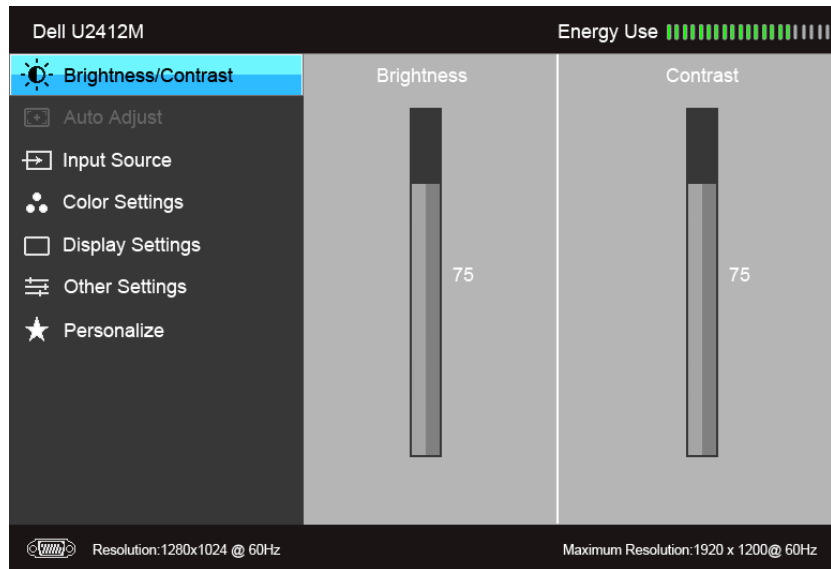 Dell U2412M
Energy Use
Brightness/Contrast
Auto Adjust
Input Source
Color Settings
Display Settings
Other Settings
Personalize
Brightness
75
Contrast
75
Resolution:1280x1024 @ 60Hz
Maximum Resolution:1920 x 1200@ 60Hz